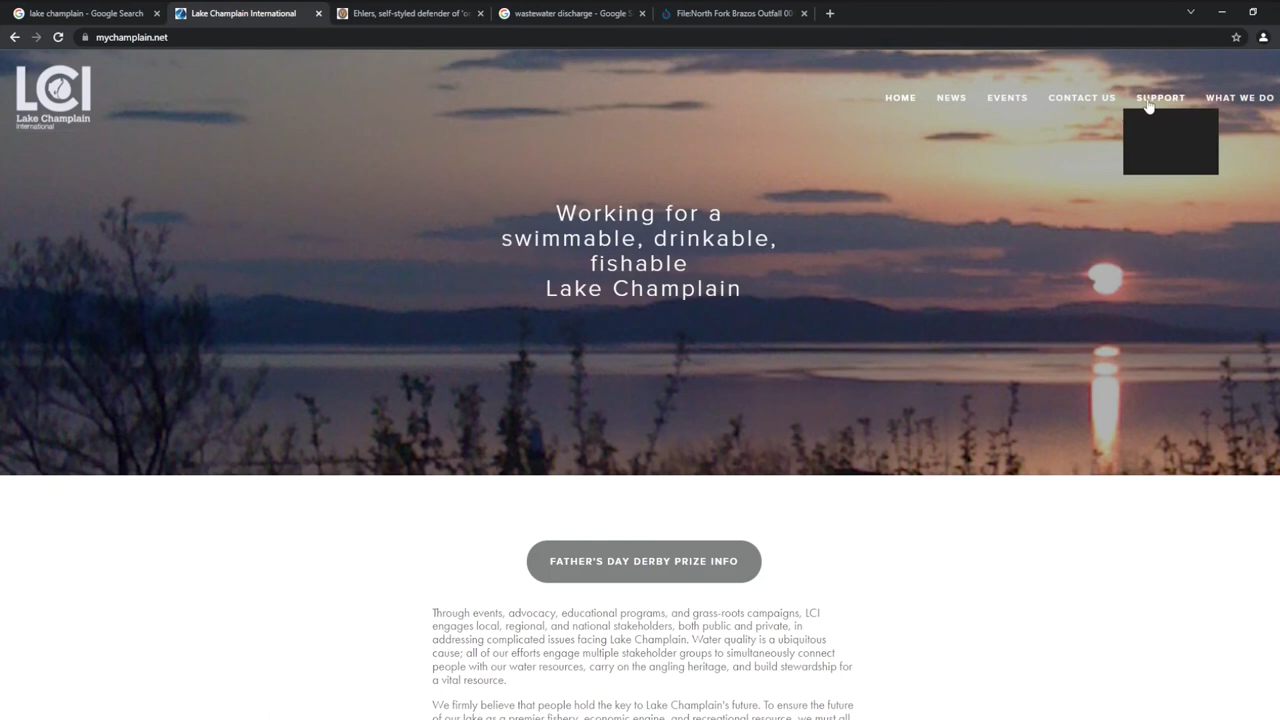 lake champlain - Google Search
Lake Champlain International
Ehlers, self-styled defender of 'o
wastewater discharge - Google S
File:North Fork Brazos Outfall 00
mychamplain.net
LCI
Lake Champlain
International
HOME NEWS EVENTS CONTACT US SUPPORT WHAT WE DO
Working for a
swimmable, drinkable,
fishable
Lake Champlain
FATHER'S DAY DERBY PRIZE INFO
Through events, advocacy, educational programs, and grass-roots campaigns, LCI
engages local, regional, and national stakeholders, both public and private, in
addressing complicated issues facing Lake Champlain. Water quality is a ubiquitous
cause; all of our efforts engage multiple stakeholder groups to simultaneously connect
people with our water resources, carry on the angling heritage, and build stewardship for
a vital resource.
We firmly believe that people hold the key to Lake Champlain's future. To ensure the future
of our lake as a premier fishery, economic engine, and recreational resource, we must all